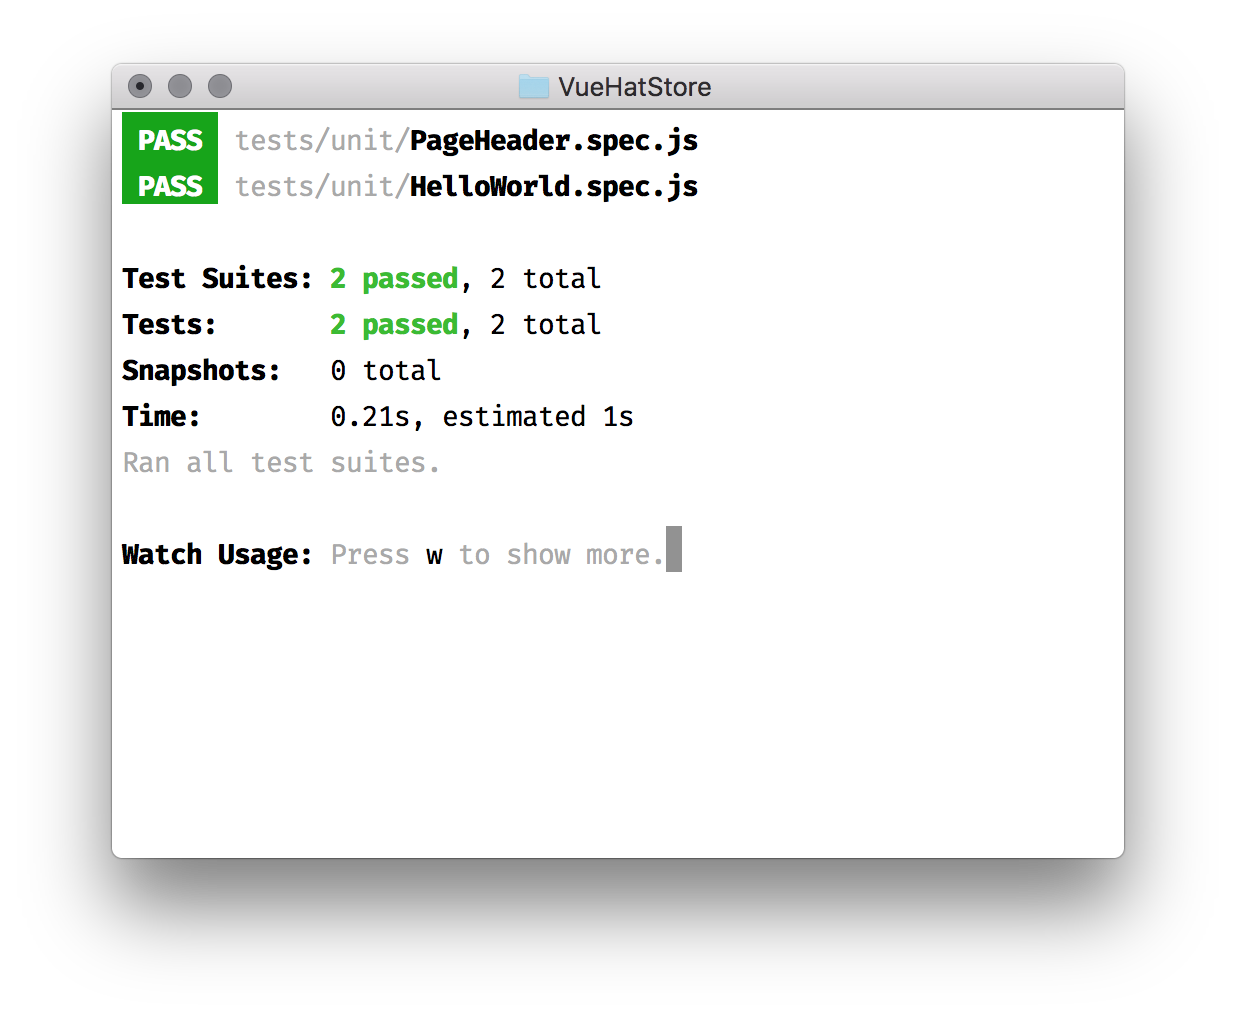 VueHatStore
PASS tests/unit/PageHeader.spec.js
PASS tests/unit/HelloWorld.spec.js
Test Suites: 2 passed, 2 total
Tests: 2 passed, 2 total
Snapshots: 0 total
Time: 0.21s, estimated 1s
Ran all test suites.
Watch Usage: Press w to show more.